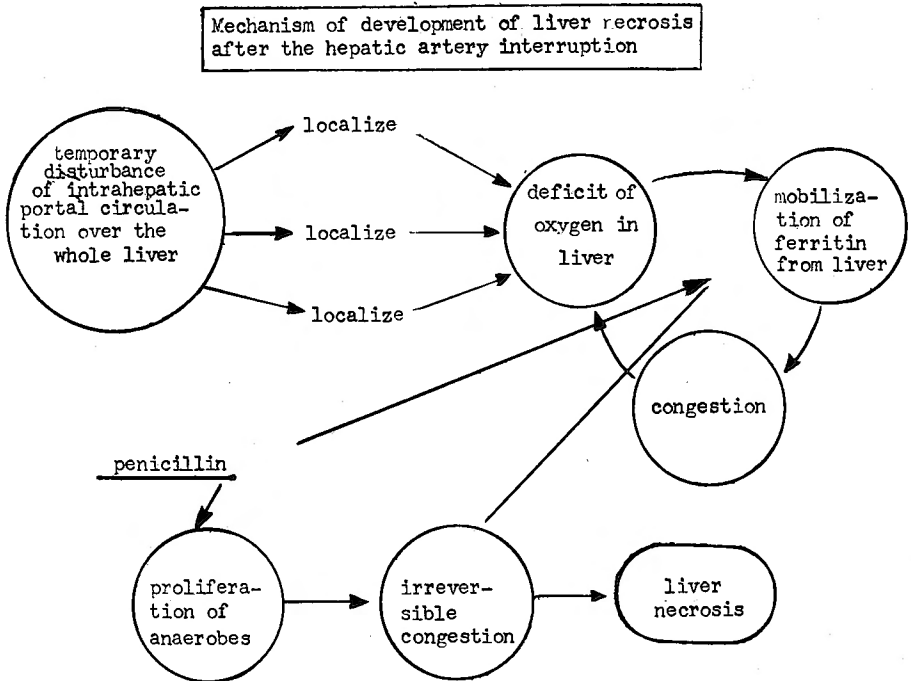 Mechanism of development of liver necrosis
after the hepatic artery interruption
localize
temporary
disturbance
of intrahepatic
portal circula-
tion over the
whole liver
localize
localize
deficit of
oxygen in
liver
mobiliza-
tion of
ferritin
from liver
congestion
penicillin
prolifera-
tion of
anaerobes
irrever-
sible
congestion
liver
necrosis